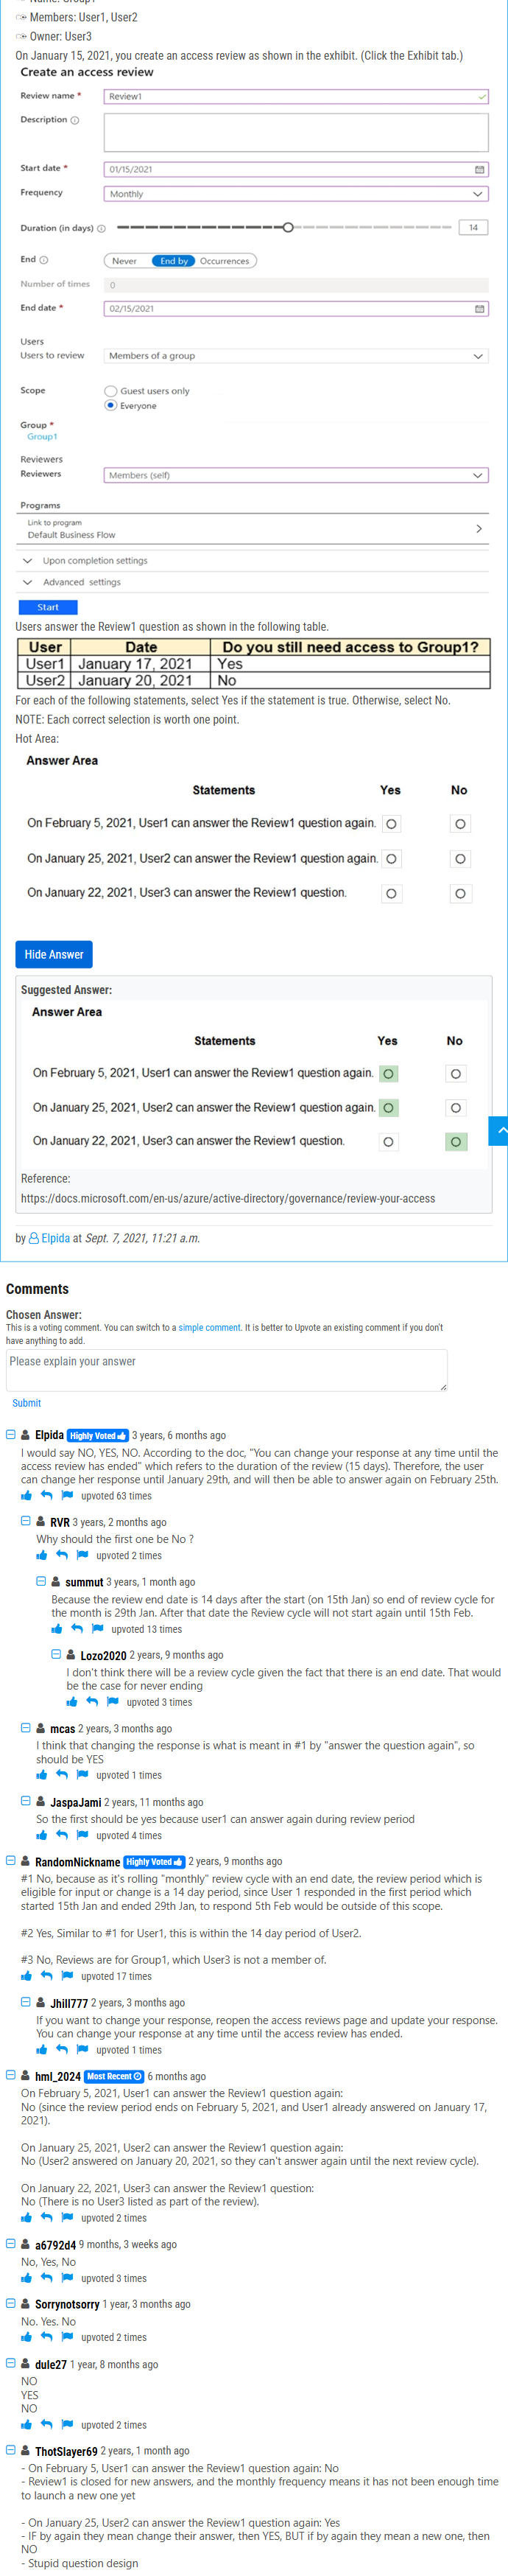 Members: User1, User2
Owner: User3
On January 15, 2021, you create an access review as shown in the exhibit. (Click the Exhibit tab.)
Create an access review
Review name *
Review1
Description
Start date *
01/15/2021
Frequency
Monthly
Duration (in days)
14
End
Never
End by
Occurrences
Number of times
0
End date *
02/15/2021
Users
Users to review
Members of a group
Scope
Guest users only
Everyone
Group *
Group1
Reviewers
Reviewers
Members (self)
Programs
Link to program
Default Business Flow
Upon completion settings
Advanced settings
Start
Users answer the Review1 question as shown in the following table.
User Date Do you still need access to Group1?
User1 January 17, 2021 Yes
User2 January 20, 2021 No
For each of the following statements, select Yes if the statement is true. Otherwise, select No.
NOTE: Each correct selection is worth one point.
Hot Area:
Answer Area
Statements Yes No
On February 5, 2021, User1 can answer the Review1 question again.
On January 25, 2021, User2 can answer the Review1 question again.
On January 22, 2021, User3 can answer the Review1 question.
Hide Answer
Suggested Answer:
Answer Area
Statements Yes No
On February 5, 2021, User1 can answer the Review1 question again.
On January 25, 2021, User2 can answer the Review1 question again.
On January 22, 2021, User3 can answer the Review1 question.
Reference:
https://docs.microsoft.com/en-us/azure/active-directory/governance/review-your-access
by Elpida at Sept. 7, 2021, 11:21 a.m.
Comments
Chosen Answer:
This is a voting comment. You can switch to a simple comment. It is better to Upvote an existing comment if you don't
have anything to add.
Please explain your answer
Submit
Elpida Highly Voted 3 years, 6 months ago
I would say NO, YES, NO. According to the doc, "You can change your response at any time until the
access review has ended" which refers to the duration of the review (15 days). Therefore, the user
can change her response until January 29th, and will then be able to answer again on February 25th.
upvoted 63 times
RVR 3 years, 2 months ago
Why should the first one be No ?
upvoted 2 times
summut 3 years, 1 month ago
Because the review end date is 14 days after the start (on 15th Jan) so end of review cycle for
the month is 29th Jan. After that date the Review cycle will not start again until 15th Feb.
upvoted 13 times
Lozo2020 2 years, 9 months ago
I don't think there will be a review cycle given the fact that there is an end date. That would
be the case for never ending
upvoted 3 times
mcas 2 years, 3 months ago
I think that changing the response is what is meant in #1 by "answer the question again", so
should be YES
upvoted 1 times
JaspaJami 2 years, 11 months ago
So the first should be yes because user1 can answer again during review period
upvoted 4 times
RandomNickname Highly Voted 2 years, 9 months ago
#1 No, because as it's rolling "monthly" review cycle with an end date, the review period which is
eligible for input or change is a 14 day period, since User 1 responded in the first period which
started 15th Jan and ended 29th Jan, to respond 5th Feb would be outside of this scope.
#2 Yes, Similar to #1 for User1, this is within the 14 day period of User2.
#3 No, Reviews are for Group1, which User3 is not a member of.
upvoted 17 times
Jhill777 2 years, 3 months ago
If you want to change your response, reopen the access reviews page and update your response.
You can change your response at any time until the access review has ended.
upvoted 1 times
hml_2024 Most Recent 6 months ago
On February 5, 2021, User1 can answer the Review1 question again:
No (since the review period ends on February 5, 2021, and User1 already answered on January 17,
2021).
On January 25, 2021, User2 can answer the Review1 question again:
No (User2 answered on January 20, 2021, so they can't answer again until the next review cycle).
On January 22, 2021, User3 can answer the Review1 question:
No (There is no User3 listed as part of the review).
upvoted 2 times
a6792d4 9 months, 3 weeks ago
No, Yes, No
upvoted 3 times
Sorrynotsorry 1 year, 3 months ago
No. Yes. No
upvoted 2 times
dule27 1 year, 8 months ago
NO
YES
NO
upvoted 2 times
ThotSlayer69 2 years, 1 month ago
- On February 5, User1 can answer the Review1 question again: No
- Review1 is closed for new answers, and the monthly frequency means it has not been enough time
to launch a new one yet
- On January 25, User2 can answer the Review1 question again: Yes
- IF by again they mean change their answer, then YES, BUT if by again they mean a new one, then
NO
- Stupid question design